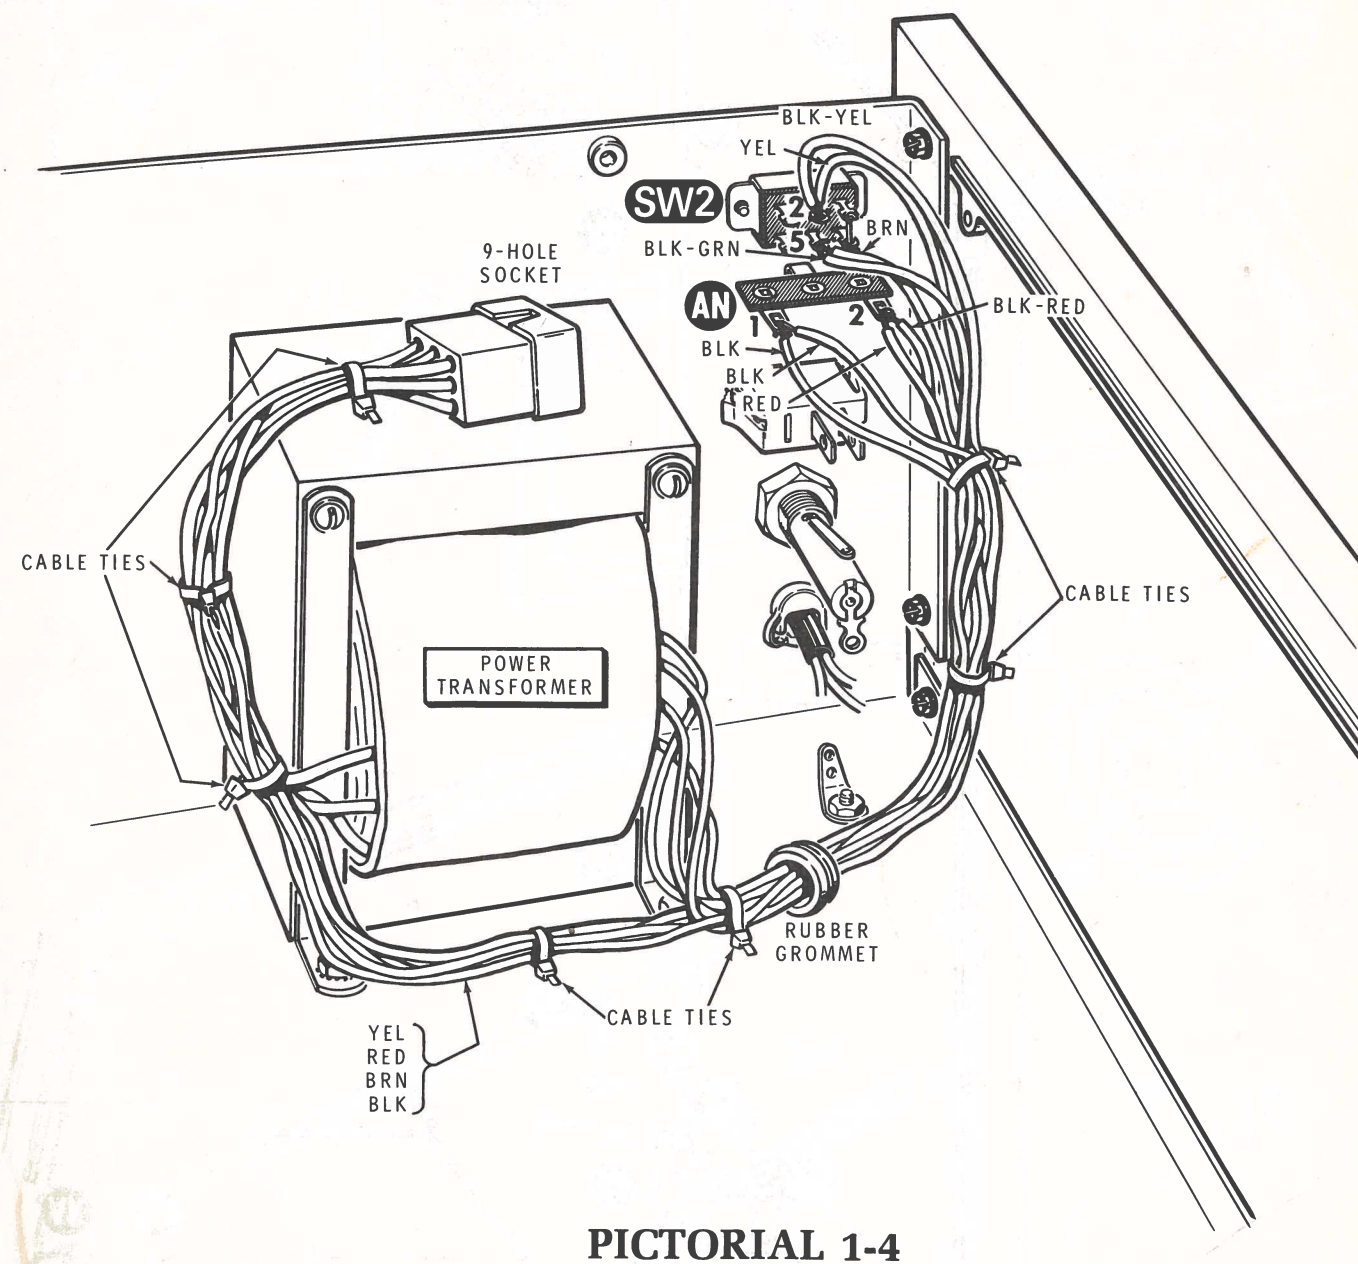 BLK-YEL
YEL
SW2
2
5
BRN
BLK-GRN
9-HOLE
SOCKET
AN
1
2
BLK-RED
BLK
BLK
RED
CABLE TIES
CABLE TIES
POWER
TRANSFORMER
RUBBER
GROMMET
CABLE TIES
YEL
RED
BRN
BLK
PICTORIAL 1-4